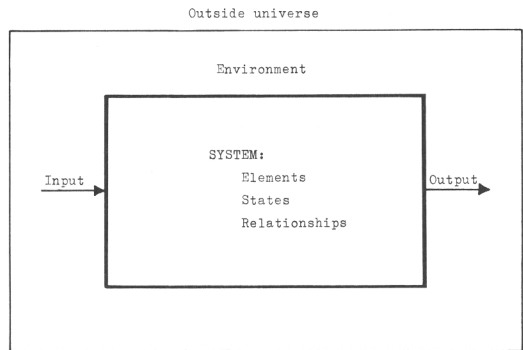 Outside universe
Environment
SYSTEM:
Input
Elements
Output
States
Relationships